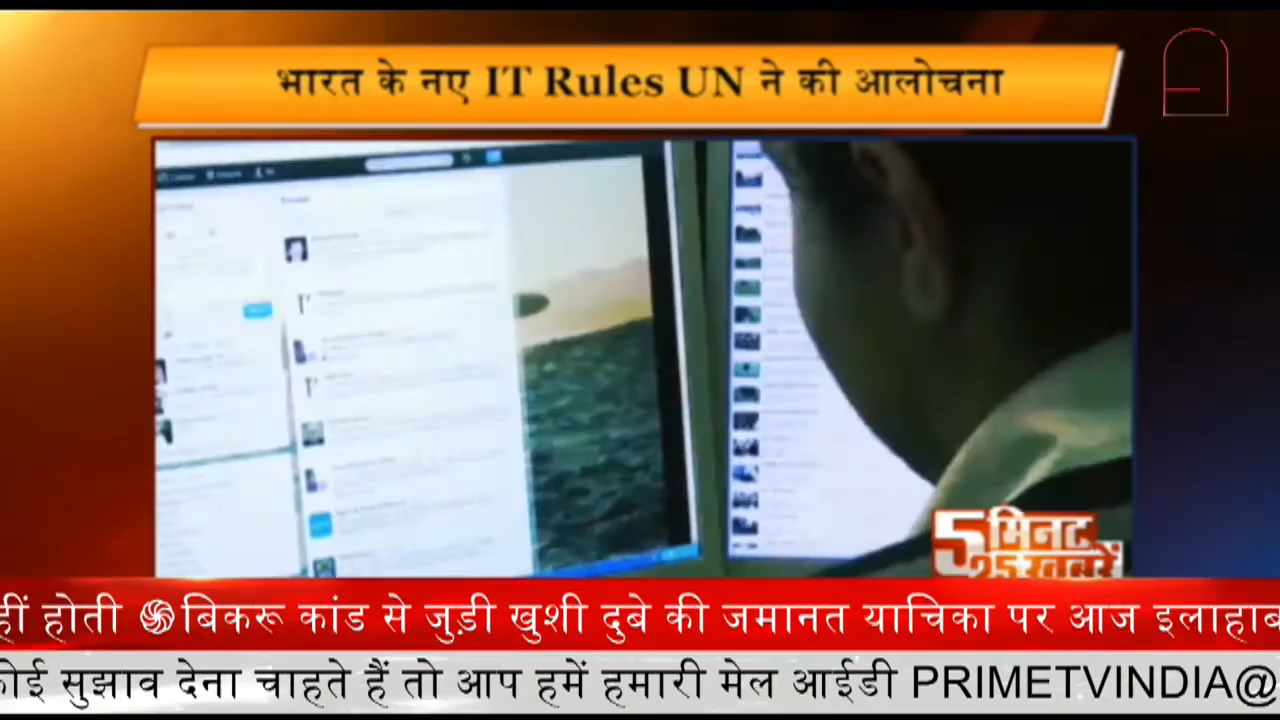 भारत के नए IT Rules UN ने की आलोचना
5 मिनट
25 खबरें
हीं होती बिकरू कांड से जुड़ी खुशी दुबे की जमानत याचिका पर आज इलाहाब
कोई सुझाव देना चाहते हैं तो आप हमें हमारी मेल आईडी PRIMETVINDIA@